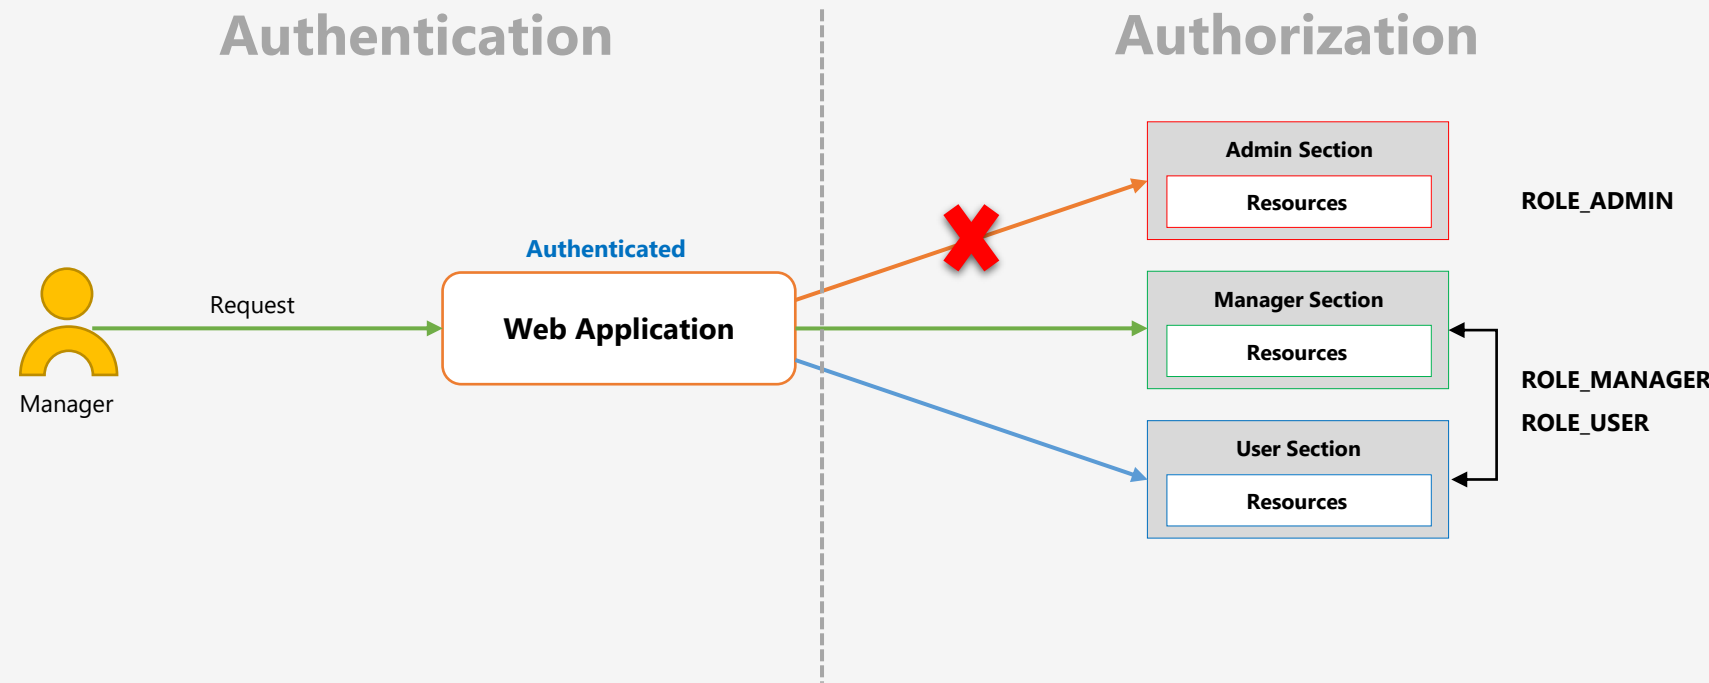 Authentication
Authorization
Admin Section
Resources
ROLE_ADMIN
Authenticated
Request
Web Application
Manager
Manager Section
Resources
ROLE_MANAGER
ROLE_USER
User Section
Resources